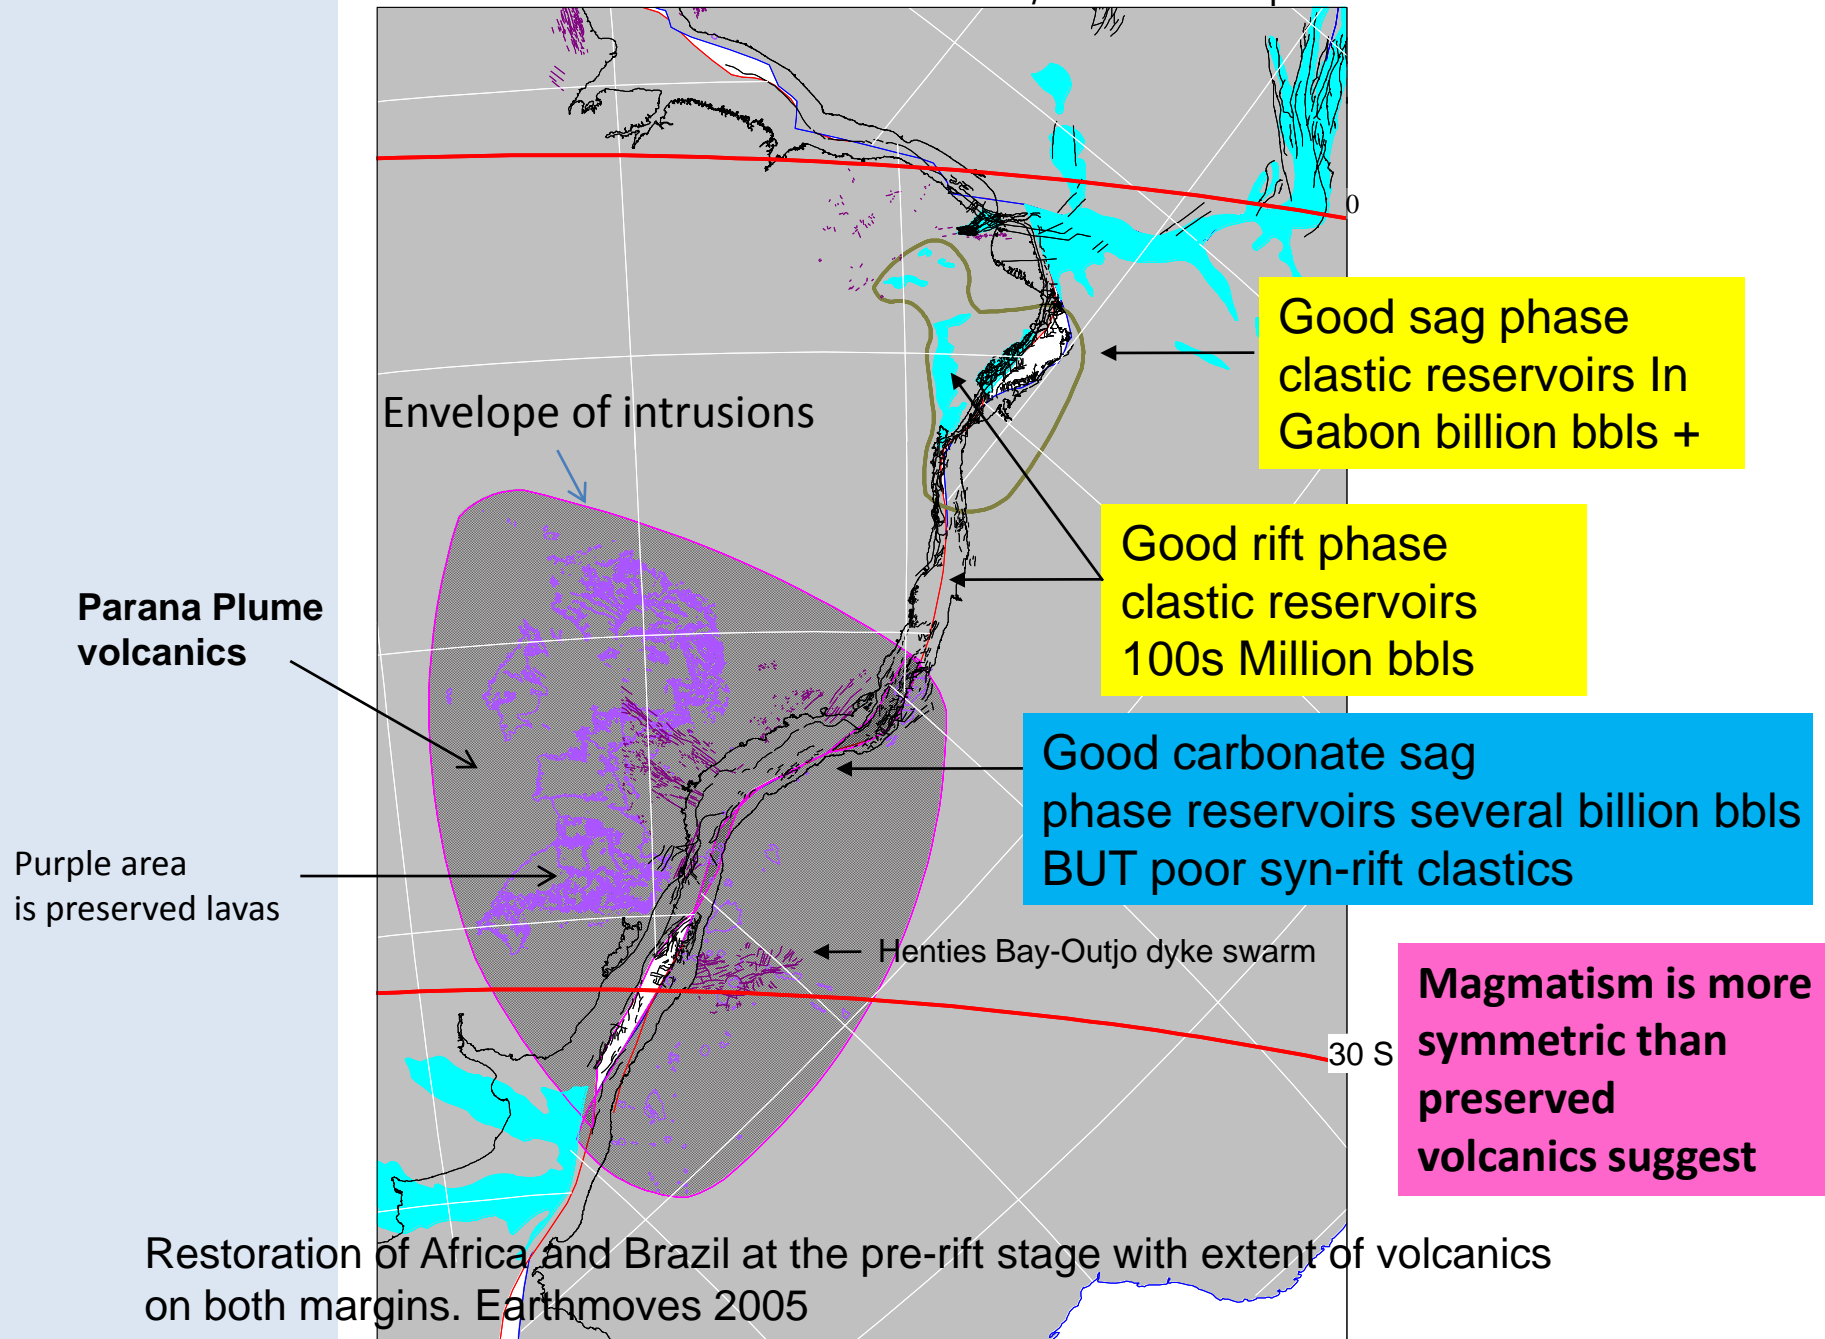 0
Good sag phase
clastic reservoirs In
Gabon billion bbls +
Envelope of intrusions
Good rift phase
clastic reservoirs
100s Million bbls
Parana Plume
volcanics
Good carbonate sag
phase reservoirs several billion bbls
BUT poor syn-rift clastics
Purple area
is preserved lavas
Henties Bay-Outjo dyke swarm
Magmatism is more
symmetric than
preserved
volcanics suggest
30 S
Restoration of Africa and Brazil at the pre-rift stage with extent of volcanics
on both margins. Earthmoves 2005